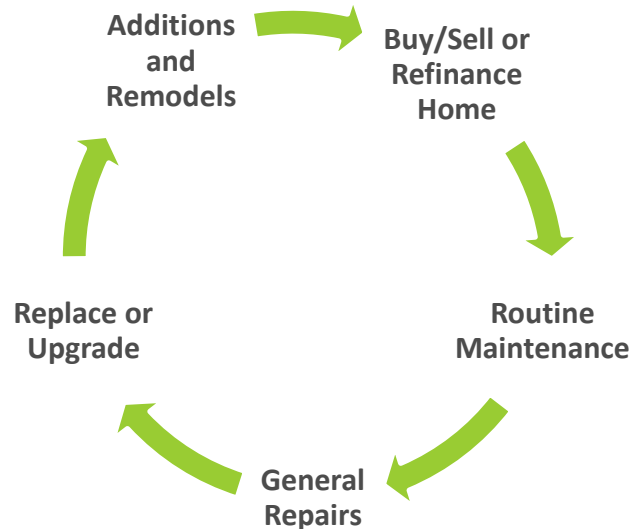 Additions
and
Remodels
Buy/Sell or
Refinance
Home
Routine
Maintenance
General
Repairs
Replace or
Upgrade